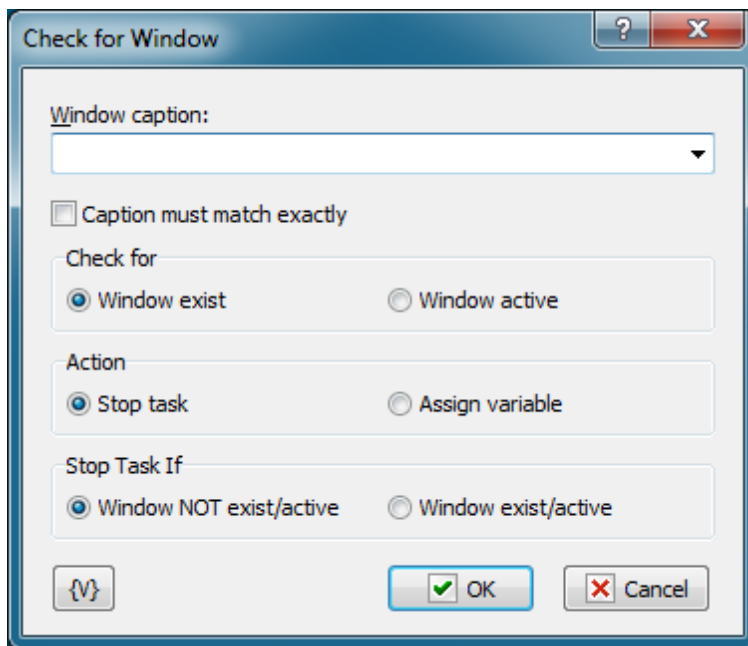 Check for Window
?
Window caption:
Caption must match exactly
Check for
Window exist Window active
Action
Stop task Assign variable
Stop Task If
Window NOT exist/active Window exist/active
{V} OK Cancel